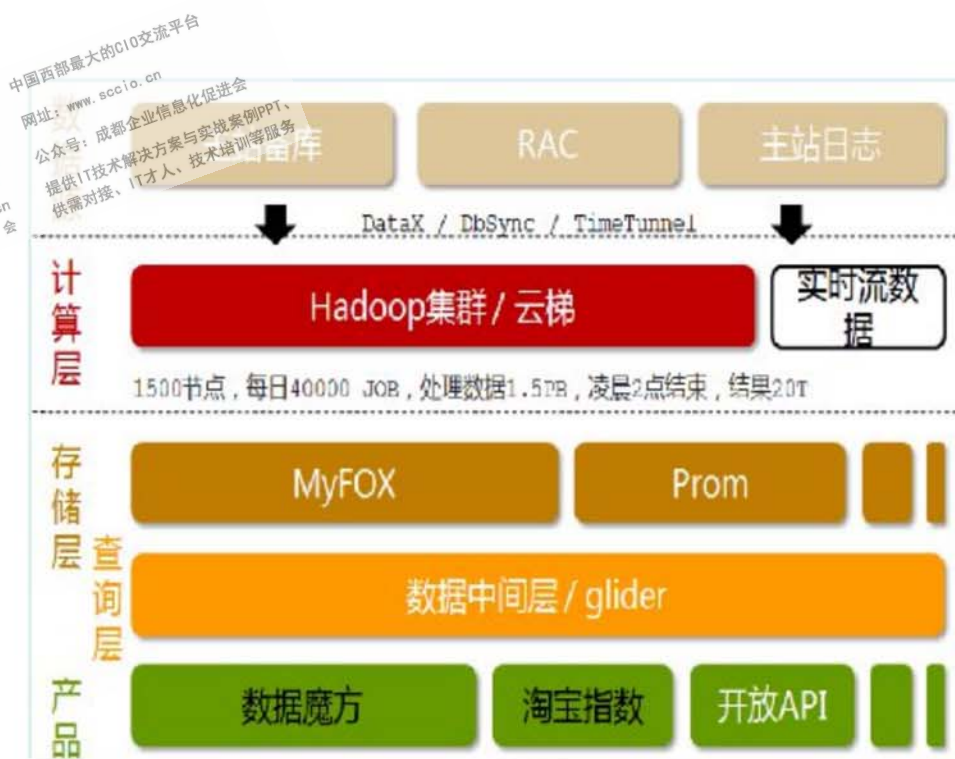 中国西部最大的CIO交流平台
网址：www.sccio.cn
公众号：成都企业信息化促进会
提供IT技术解决方案与实战案例PPT、
供需对接、IT才人、技术培训等服务
cn
会
备库
RAC
主站日志
DataX / DbSync / TimeTunnel
计算层
Hadoop集群 / 云梯
实时流数
据
1500节点，每日40000 JOB，处理数据1.5PB，凌晨2点结束，结果20T
存储层
MyFOX
Prom
查询层
数据中间层 / glider
产品
数据魔方
淘宝指数
开放API